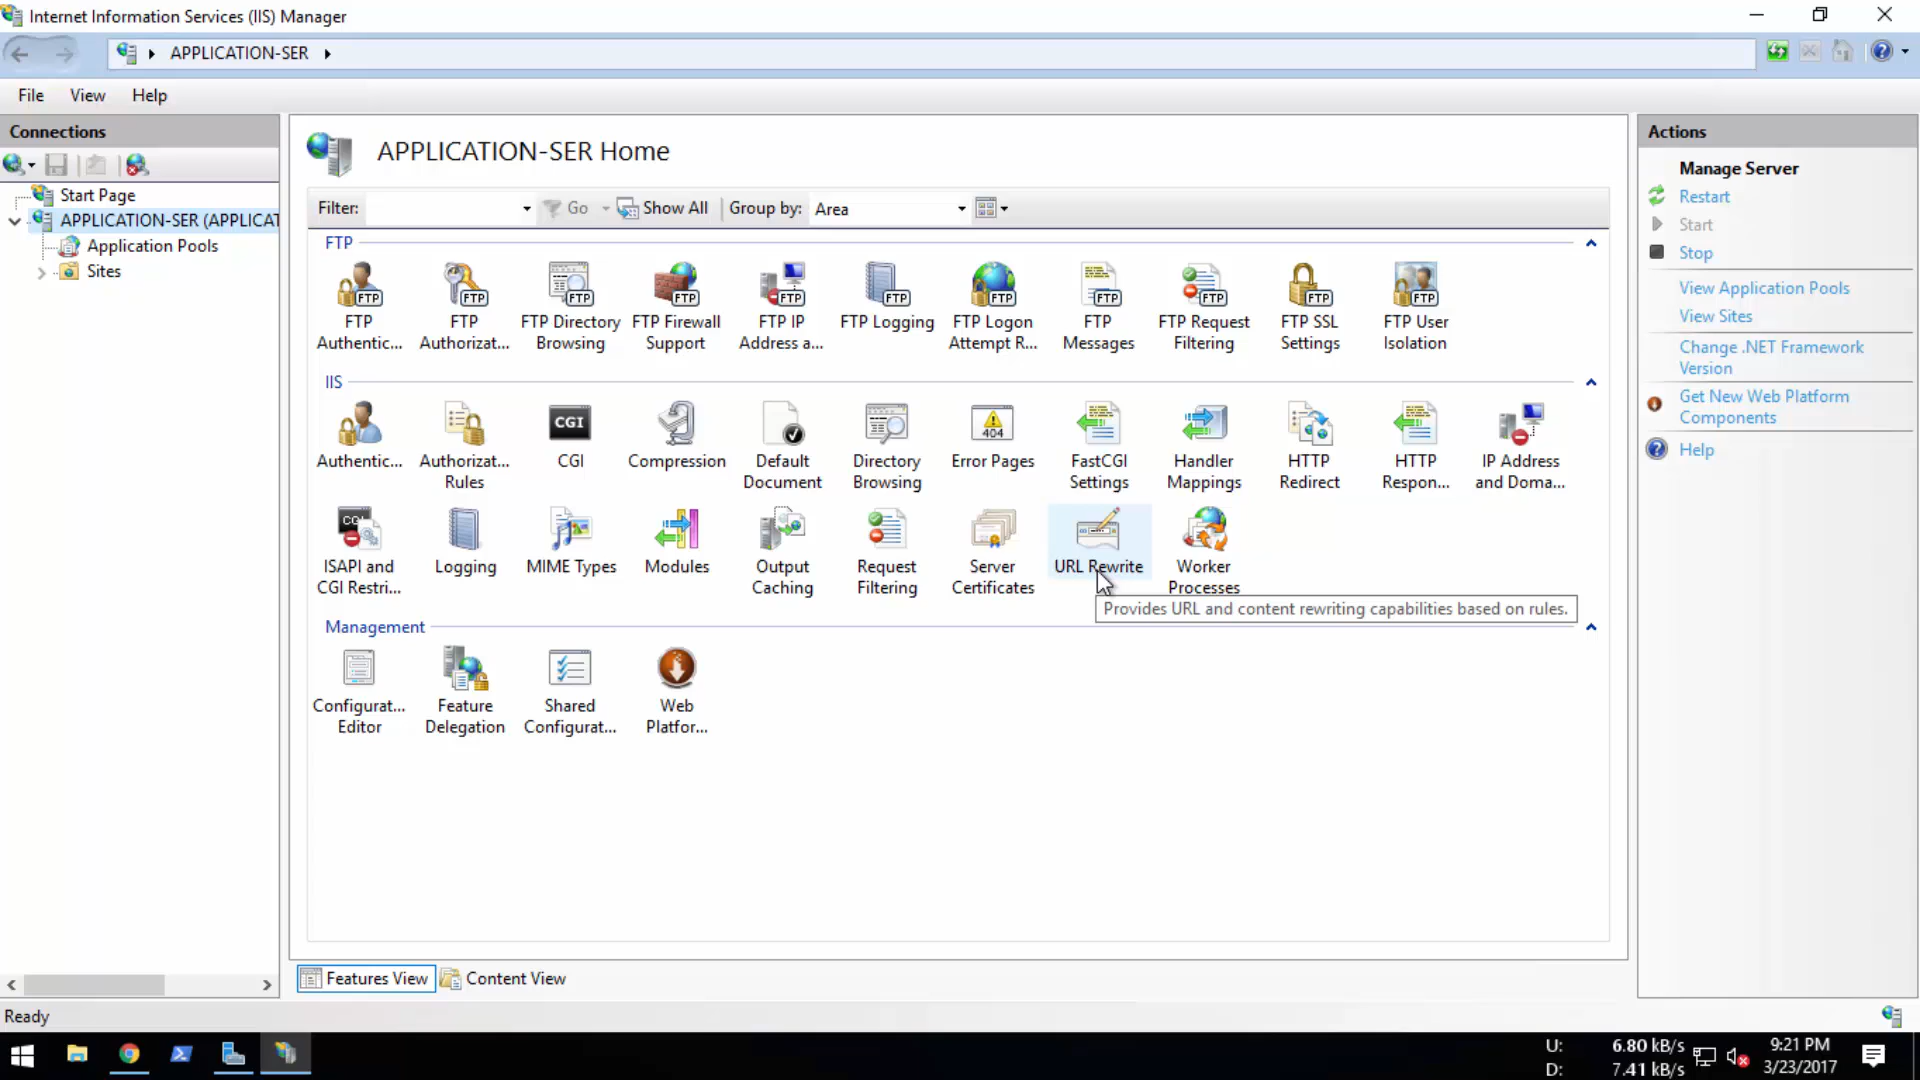 Internet Information Services (IIS) Manager
APPLICATION-SER
File View Help
Connections
Start Page
APPLICATION-SER (APPLICAT
Application Pools
Sites
APPLICATION-SER Home
Filter: Go Show All Group by: Area
FTP
FTP Authentic...
FTP Authorizat...
FTP Directory Browsing
FTP Firewall Support
FTP IP Address a...
FTP Logging
FTP Logon Attempt R...
FTP Messages
FTP Request Filtering
FTP SSL Settings
FTP User Isolation
IIS
Authentic...
Authorizat... Rules
CGI
Compression
Default Document
Directory Browsing
Error Pages
FastCGI Settings
Handler Mappings
HTTP Redirect
HTTP Respon...
IP Address and Doma...
ISAPI and CGI Restri...
Logging
MIME Types
Modules
Output Caching
Request Filtering
Server Certificates
URL Rewrite
Worker Processes
Provides URL and content rewriting capabilities based on rules.
Management
Configurat... Editor
Feature Delegation
Shared Configurat...
Web Platfor...
Features View
Content View
Actions
Manage Server
Restart
Start
Stop
View Application Pools
View Sites
Change .NET Framework
Version
Get New Web Platform
Components
Help
Ready
U: 6.80 kB/s
D: 7.41 kB/s
9:21 PM
3/23/2017